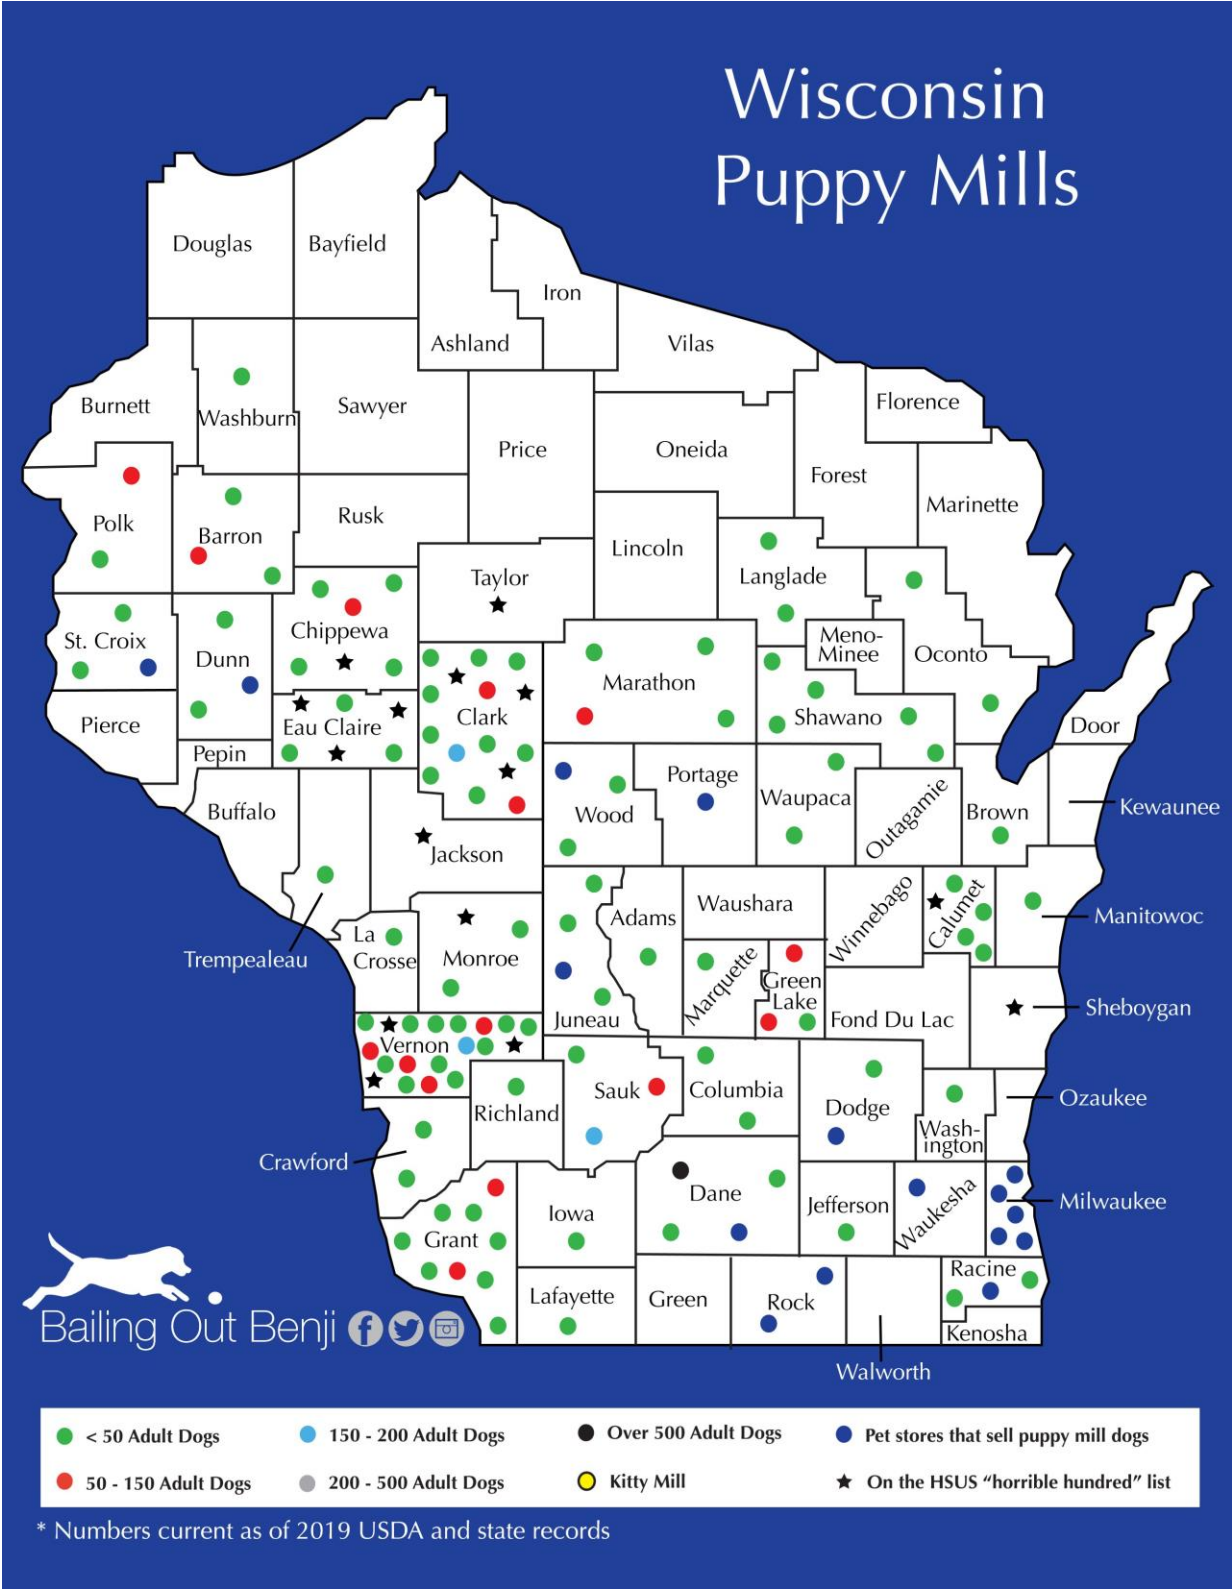 Wisconsin
Puppy Mills
Douglas
Bayfield
Iron
Ashland
Vilas
Burnett
Washburn
Sawyer
Florence
Price
Oneida
Forest
Marinette
Polk
Barron
Rusk
Lincoln
Taylor
Langlade
St. Croix
Dunn
Chippewa
Meno-
Minee
Oconto
Marathon
Pierce
Eau Claire
Clark
Shawano
Door
Pepin
Buffalo
Wood
Portage
Waupaca
Outagamie
Brown
Kewaunee
Jackson
Trempealeau
La
Crosse
Monroe
Juneau
Adams
Waushara
Marquette
Green
Lake
Winnebago
Calumet
Manitowoc
Fond Du Lac
Sheboygan
Vernon
Richland
Sauk
Columbia
Dodge
Wash-
ington
Ozaukee
Crawford
Grant
Iowa
Dane
Jefferson
Waukesha
Milwaukee
Lafayette
Green
Rock
Racine
Kenosha
Walworth
Bailing Out Benji
< 50 Adult Dogs
150 - 200 Adult Dogs
Over 500 Adult Dogs
Pet stores that sell puppy mill dogs
50 - 150 Adult Dogs
200 - 500 Adult Dogs
Kitty Mill
On the HSUS “horrible hundred” list
* Numbers current as of 2019 USDA and state records